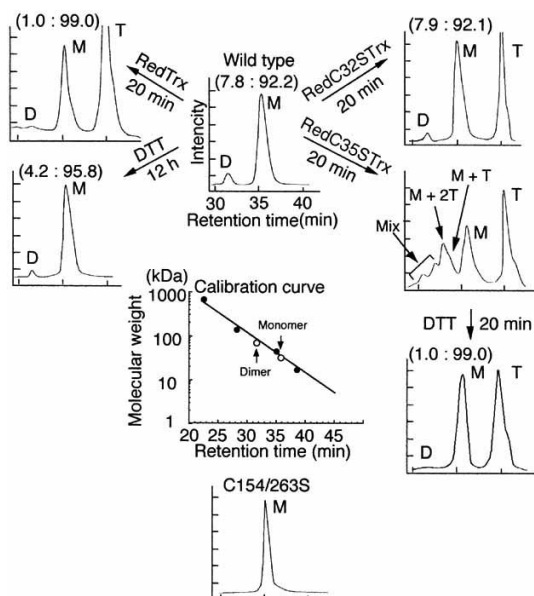 (1.0 : 99.0)
M
T
D
RedTrx
20 min
Wild type
(7.8 : 92.2)
M
D
Intencity
30 35 40
Retention time(min)
RedC32STrx
20 min
(7.9 : 92.1)
M
T
D
DTT
12 h
(4.2 : 95.8)
M
D
RedC35STrx
20 min
M + T
M + 2T
Mix
M
T
DTT
20 min
(1.0 : 99.0)
M
T
D
(kDa)
Calibration curve
Molecular weight
1000
100
10
1
Monomer
Dimer
20 25 30 35 40 45
Retention time (min)
C154/263S
M